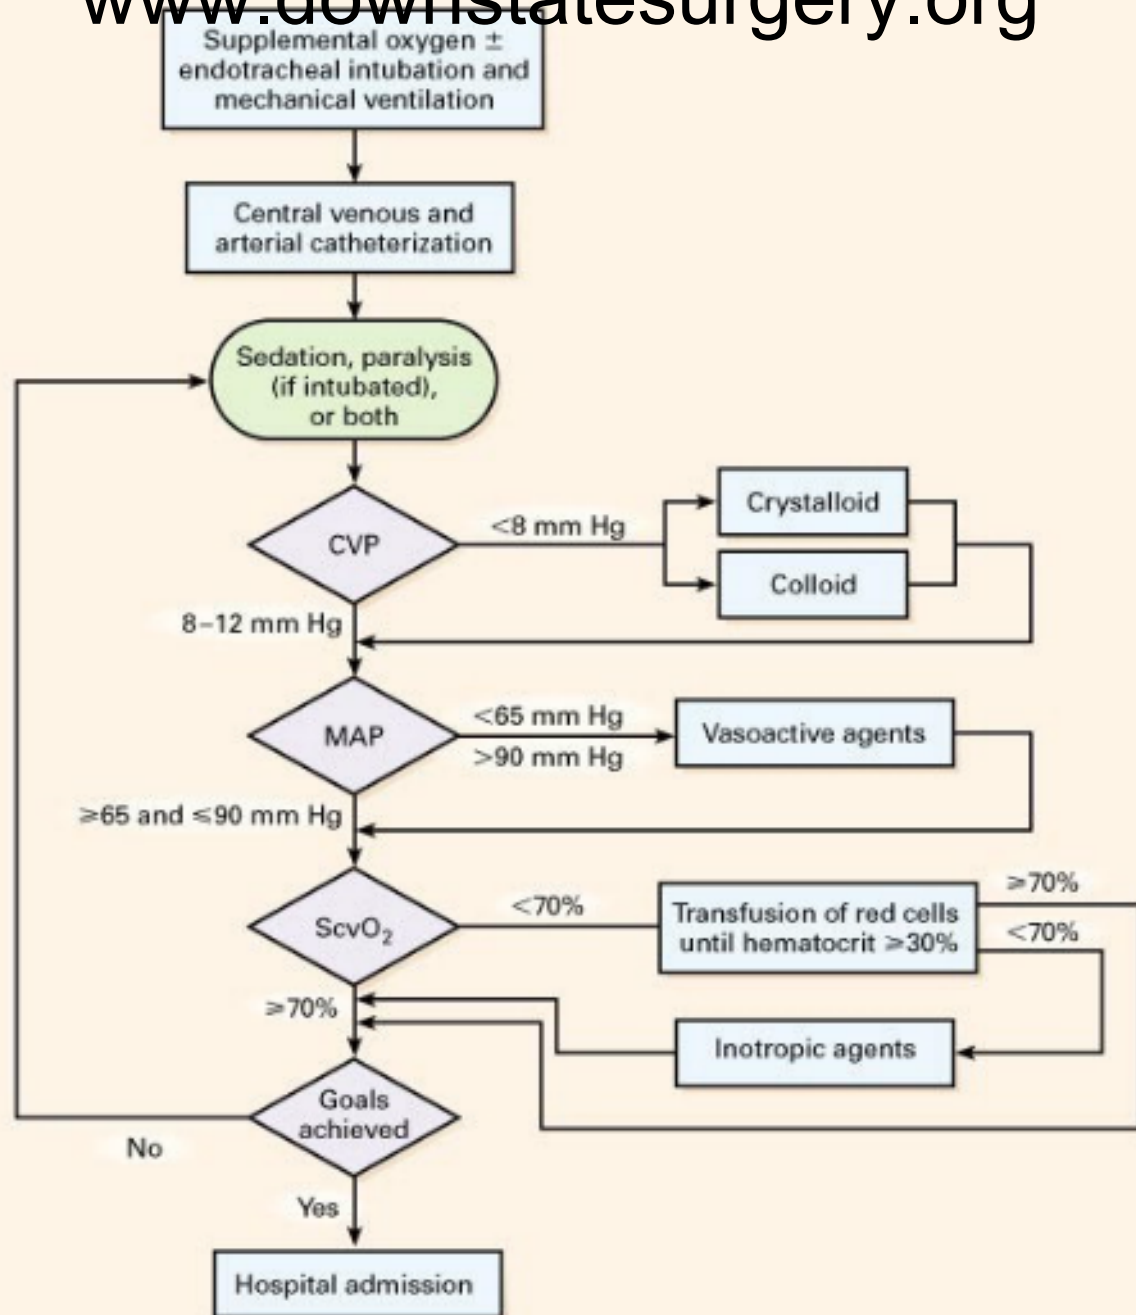 www.downstatesurgery.org
Supplemental oxygen ±
endotracheal intubation and
mechanical ventilation
Central venous and
arterial catheterization
Sedation, paralysis
(if intubated),
or both
CVP
<8 mm Hg
Crystalloid
Colloid
8–12 mm Hg
MAP
<65 mm Hg
>90 mm Hg
Vasoactive agents
≥65 and ≤90 mm Hg
ScvO₂
<70%
Transfusion of red cells
until hematocrit ≥30%
≥70%
<70%
≥70%
Inotropic agents
Goals
achieved
No
Yes
Hospital admission